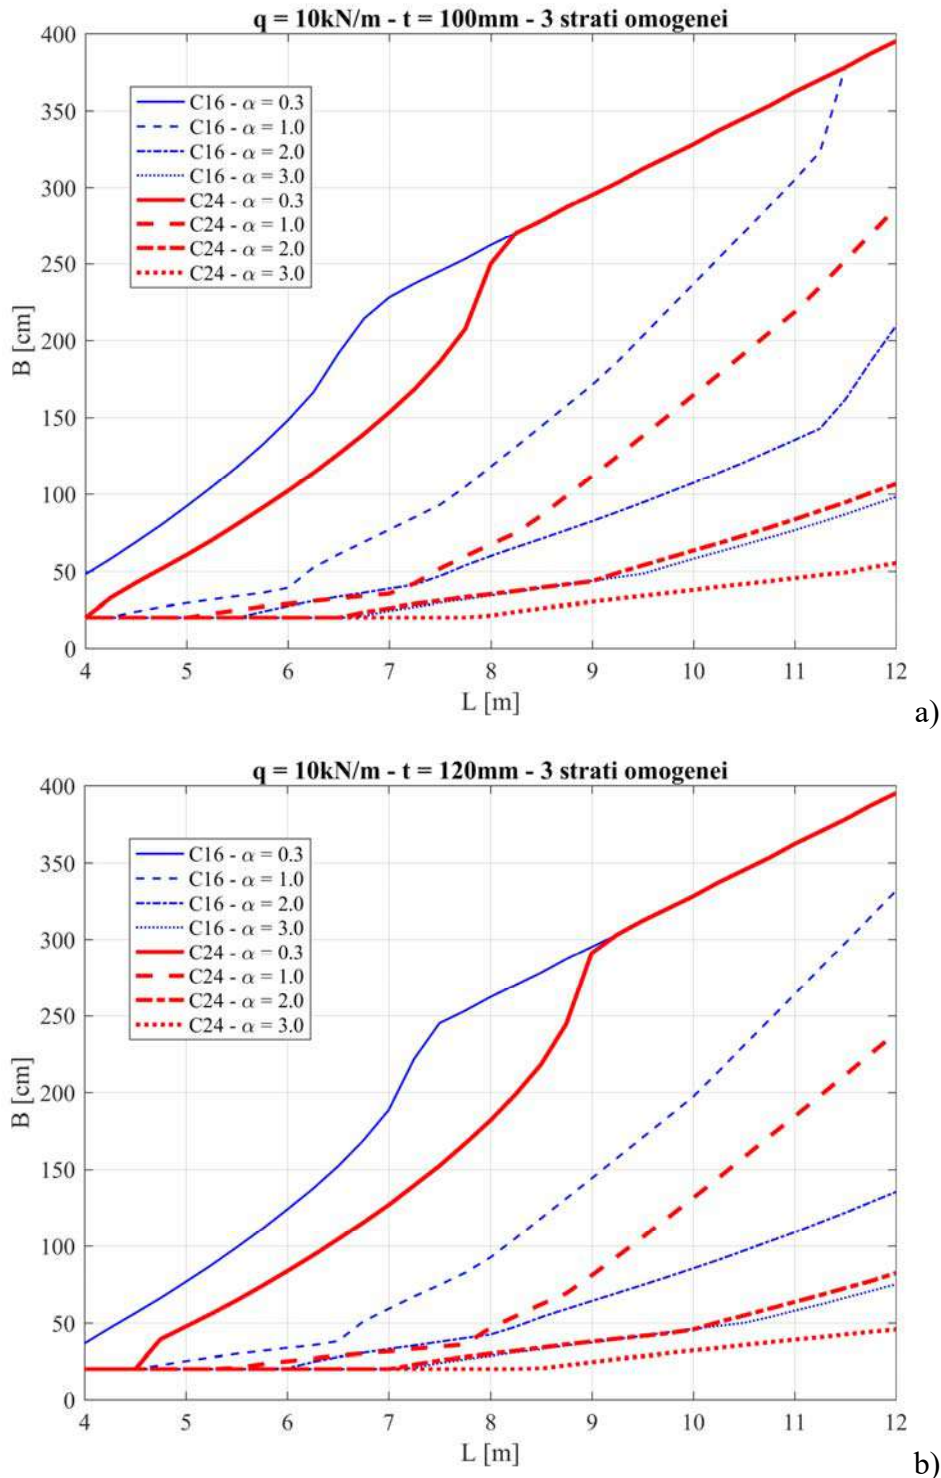 q = 10kN/m - t = 100mm - 3 strati omogenei
400
350
300
250
200
150
100
50
0
B [cm]
C16 - α = 0.3
C16 - α = 1.0
C16 - α = 2.0
C16 - α = 3.0
C24 - α = 0.3
C24 - α = 1.0
C24 - α = 2.0
C24 - α = 3.0
4 5 6 7 8 9 10 11 12
L [m]
a)
q = 10kN/m - t = 120mm - 3 strati omogenei
400
350
300
250
200
150
100
50
0
B [cm]
C16 - α = 0.3
C16 - α = 1.0
C16 - α = 2.0
C16 - α = 3.0
C24 - α = 0.3
C24 - α = 1.0
C24 - α = 2.0
C24 - α = 3.0
4 5 6 7 8 9 10 11 12
L [m]
b)